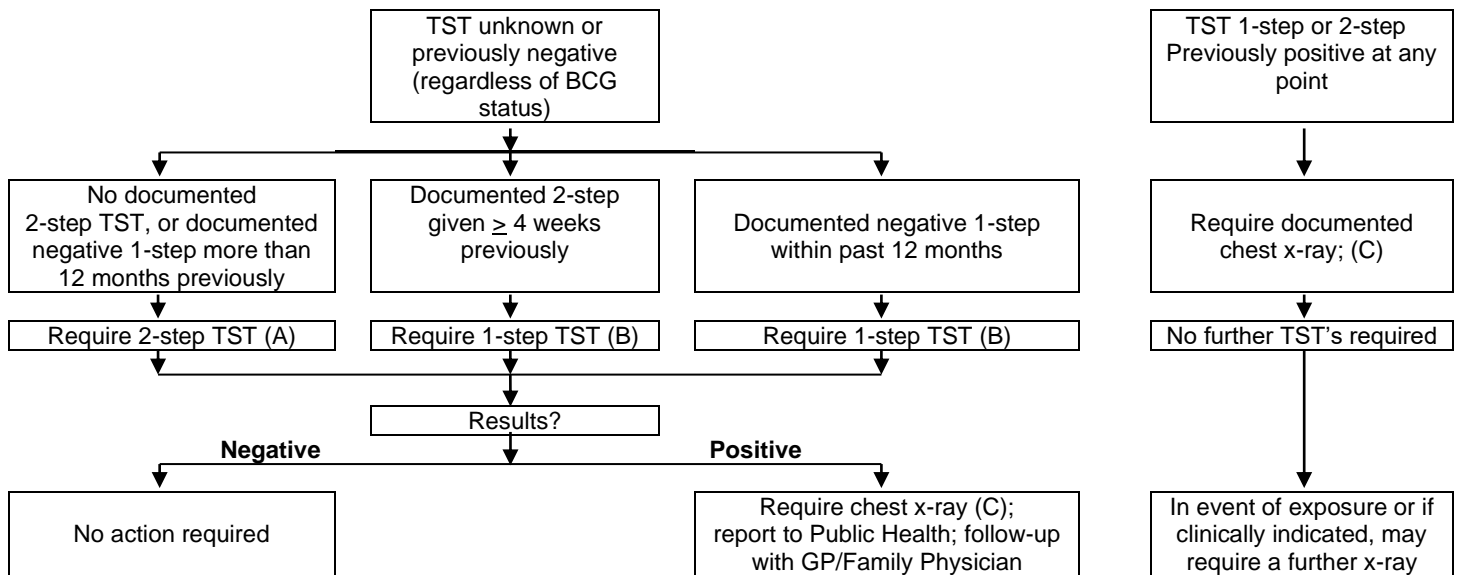 TST unknown or
previously negative
(regardless of BCG
status)
TST 1-step or 2-step
Previously positive at any
point
No documented
2-step TST, or documented
negative 1-step more than
12 months previously
Documented 2-step
given ≥ 4 weeks
previously
Documented negative 1-step
within past 12 months
Require documented
chest x-ray; (C)
Require 2-step TST (A)
Require 1-step TST (B)
Require 1-step TST (B)
No further TST’s required
Results?
Negative
Positive
No action required
Require chest x-ray (C);
report to Public Health; follow-up
with GP/Family Physician
In event of exposure or if
clinically indicated, may
require a further x-ray